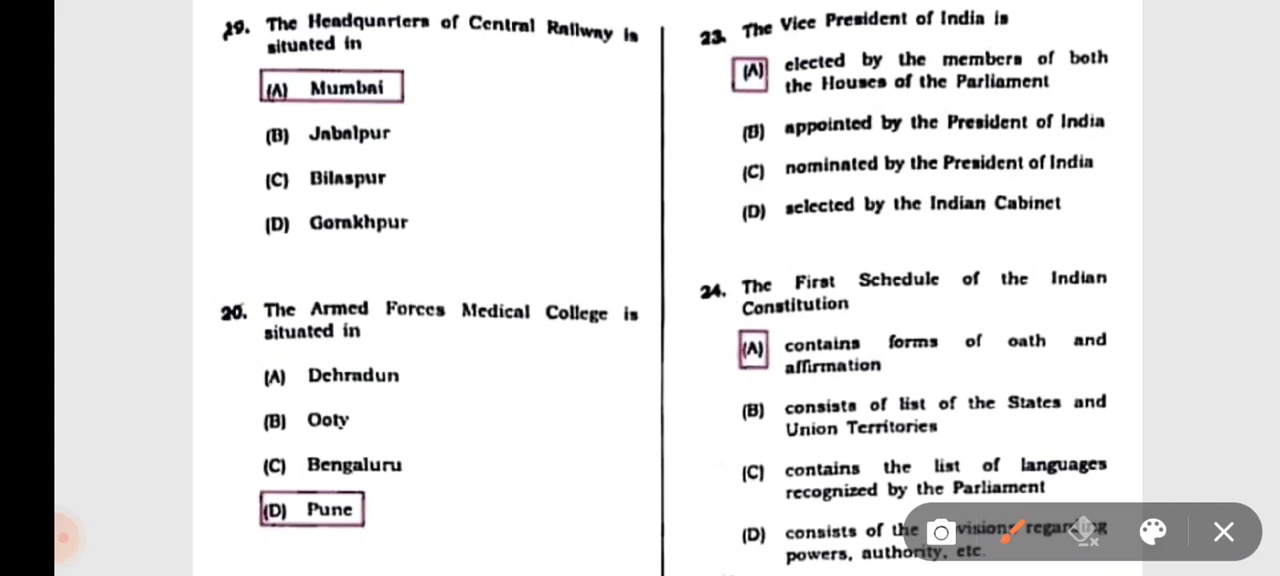 19. The Headquarters of Central Railway is
situated in
(A) Mumbai
(B) Jabalpur
(C) Bilaspur
(D) Gorakhpur
20. The Armed Forces Medical College is
situated in
(A) Dehradun
(B) Ooty
(C) Bengaluru
(D) Pune
23. The Vice President of India is
(A) elected by the members of both
the Houses of the Parliament
(B) appointed by the President of India
(C) nominated by the President of India
(D) selected by the Indian Cabinet
24. The First Schedule of the Indian
Constitution
(A) contains forms of oath and
affirmation
(B) consists of list of the States and
Union Territories
(C) contains the list of languages
recognized by the Parliament
(D) consists of the
powers, authority, etc.